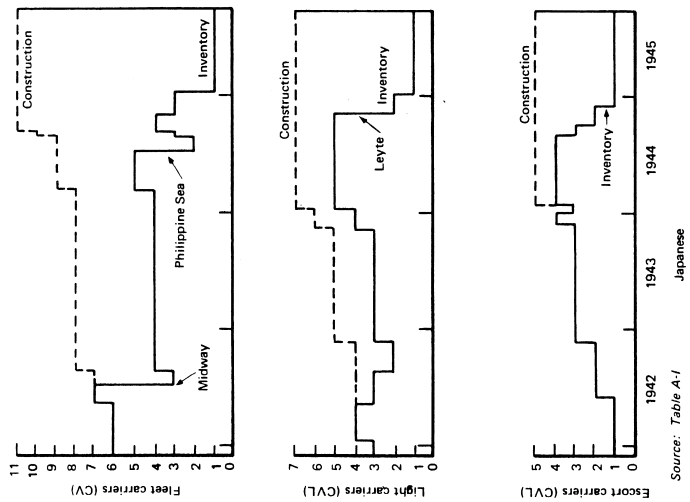 Fleet carriers (CV)
11
10
9
8
7
6
5
4
3
2
1
0
Construction
Inventory
Midway
Philippine Sea
Light carriers (CVL)
7
6
5
4
3
2
1
0
Construction
Inventory
Leyte
Escort carriers (CVL)
5
4
3
2
1
0
Construction
Inventory
1942
1943
1944
1945
Japanese
Source: Table A-I